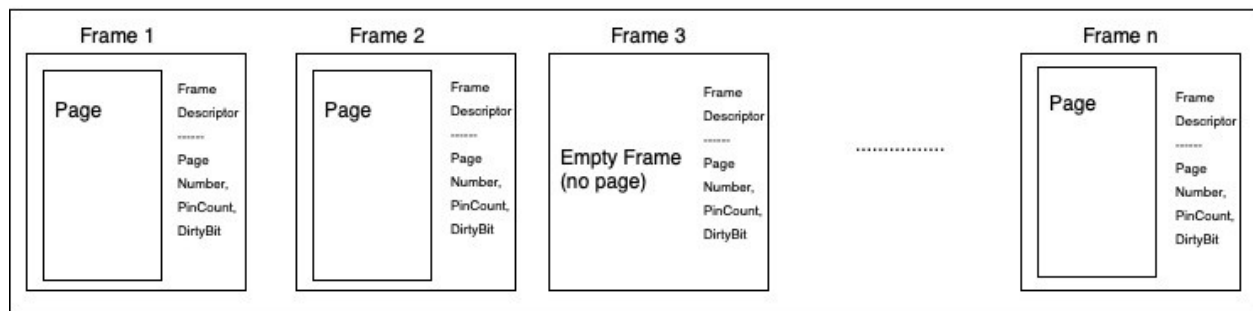 Frame 1
Page
Frame
Descriptor
------
Page
Number,
PinCount,
DirtyBit
Frame 2
Page
Frame
Descriptor
------
Page
Number,
PinCount,
DirtyBit
Frame 3
Empty Frame
(no page)
Frame
Descriptor
------
Page
Number,
PinCount,
DirtyBit
................
Frame n
Page
Frame
Descriptor
------
Page
Number,
PinCount,
DirtyBit